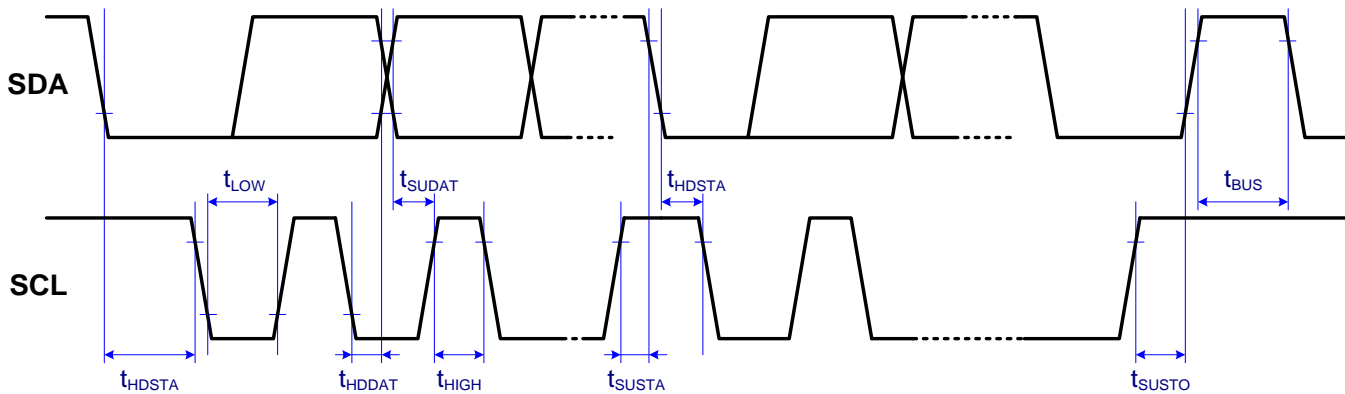 SDA
tLOW
tSUDAT
tHDSTA
tBUS
SCL
tHDSTA
tHDDAT
tHIGH
tSUSTA
tSUSTO